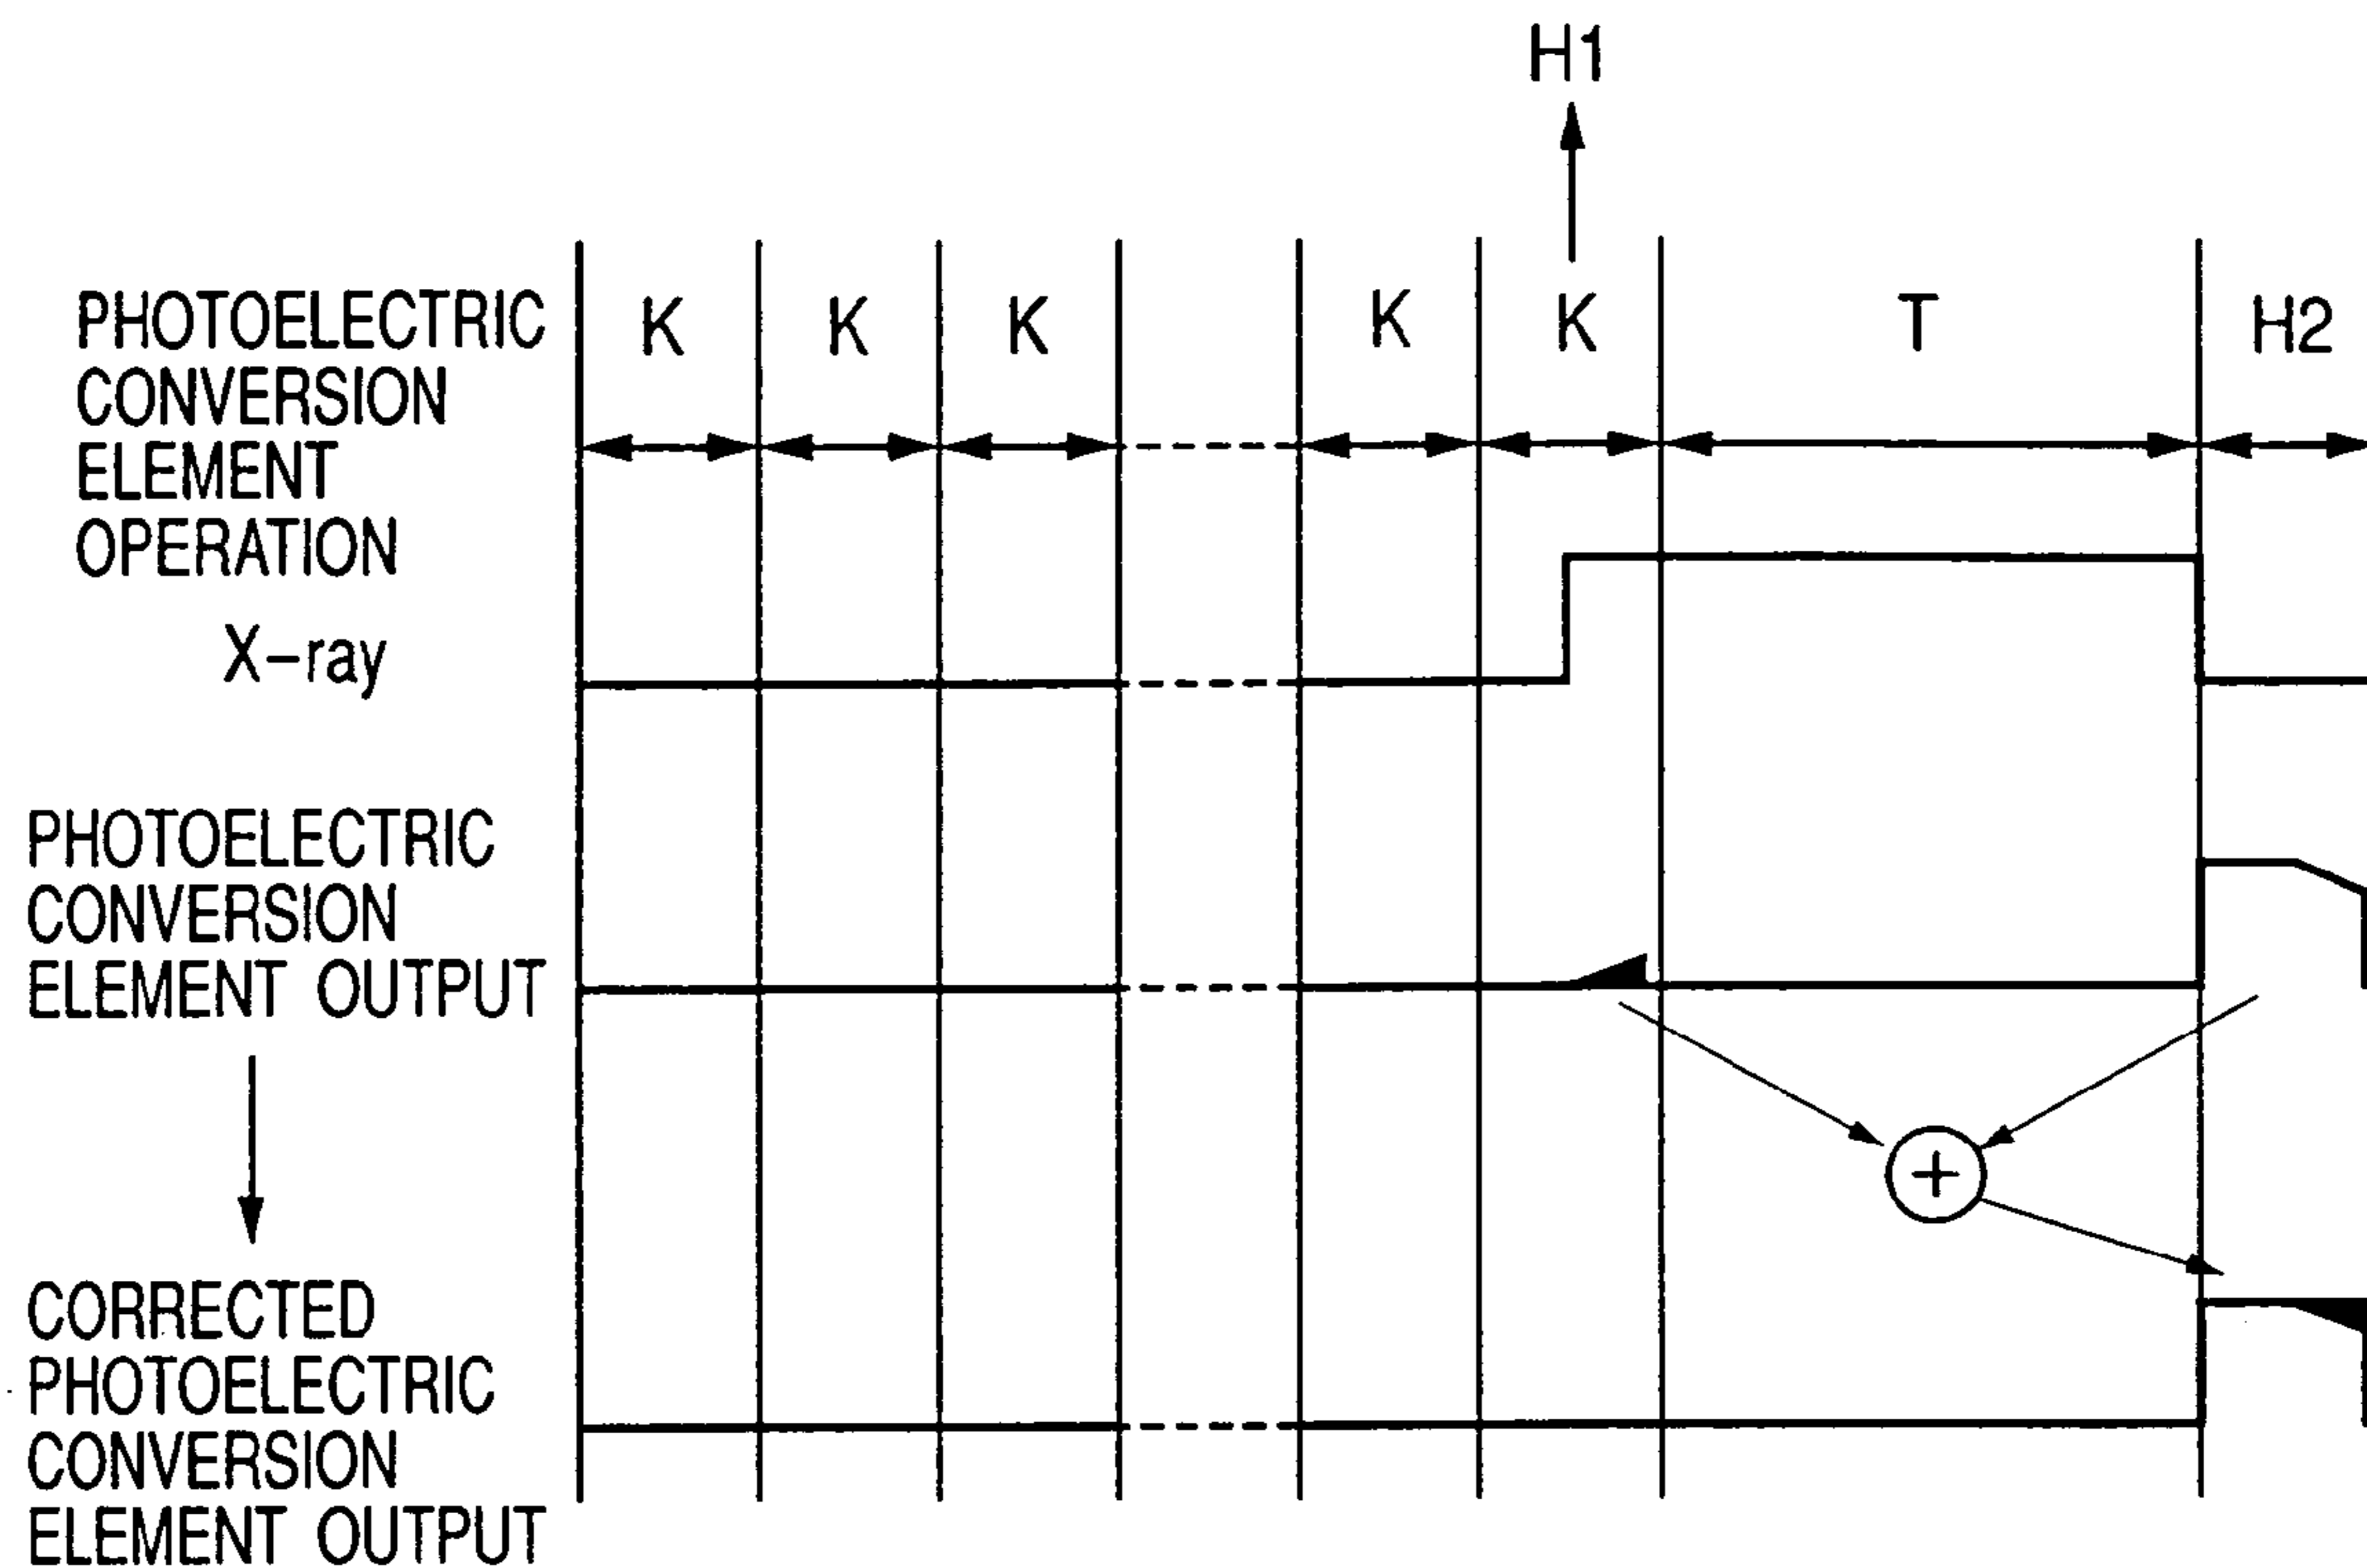 H1
PHOTOELECTRIC
CONVERSION
ELEMENT
OPERATION
K K K K K T H2
X-ray
PHOTOELECTRIC
CONVERSION
ELEMENT OUTPUT
+
CORRECTED
PHOTOELECTRIC
CONVERSION
ELEMENT OUTPUT